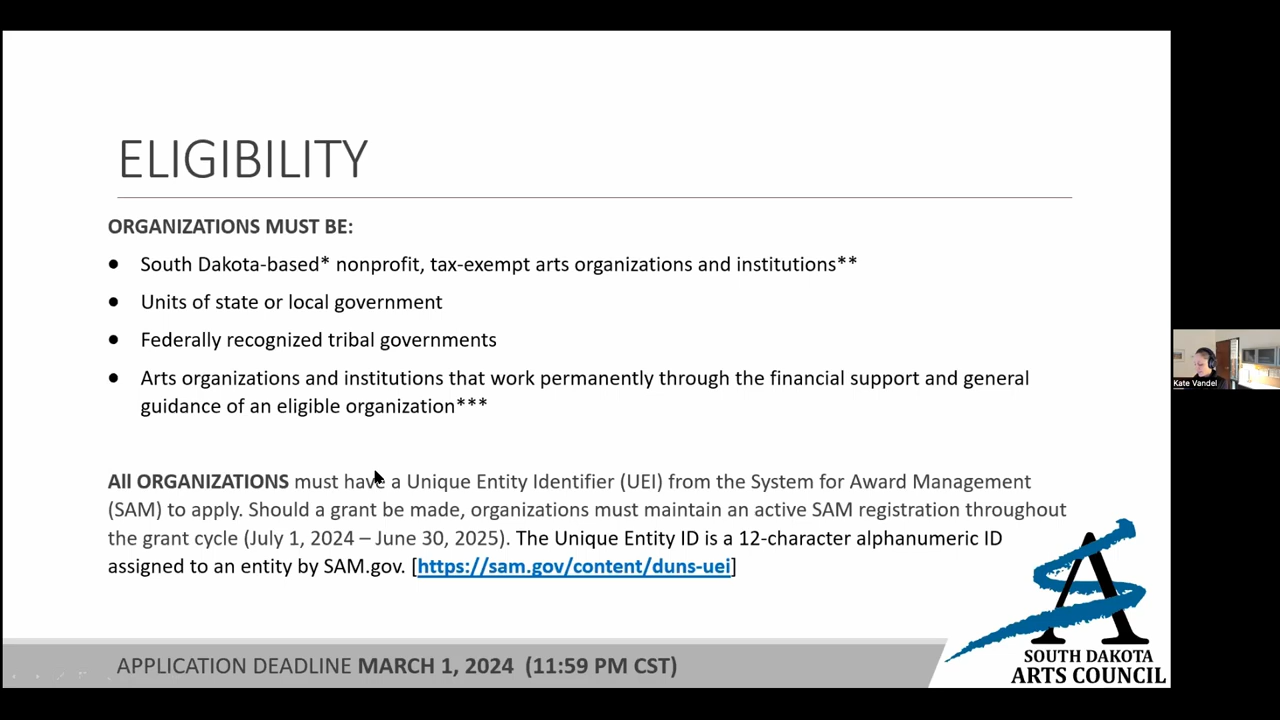 ELIGIBILITY
ORGANIZATIONS MUST BE:
● South Dakota-based* nonprofit, tax-exempt arts organizations and institutions**
● Units of state or local government
● Federally recognized tribal governments
● Arts organizations and institutions that work permanently through the financial support and general
guidance of an eligible organization***
All ORGANIZATIONS must have a Unique Entity Identifier (UEI) from the System for Award Management
(SAM) to apply. Should a grant be made, organizations must maintain an active SAM registration throughout
the grant cycle (July 1, 2024 – June 30, 2025). The Unique Entity ID is a 12-character alphanumeric ID
assigned to an entity by SAM.gov. [https://sam.gov/content/duns-uei]
APPLICATION DEADLINE MARCH 1, 2024 (11:59 PM CST)
SOUTH DAKOTA
ARTS COUNCIL
Kate Vandel